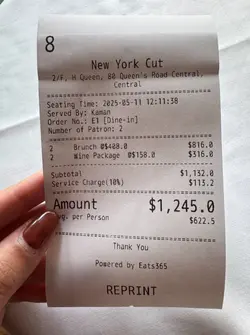 8
New York Cut
2/F, H Queen, 80 Queen's Road Central,
Central
Seating Time: 2025-05-11 12:11:38
Served By: Kaman
Order No.: E1 [Dine-in]
Number of Patron: 2
2 Brunch @$408.0 $816.0
2 Wine Package @$158.0 $316.0
Subtotal $1,132.0
Service Charge(10%) $113.2
Amount $1,245.0
Avg. per Person $622.5
Thank You
Powered by Eats365
REPRINT